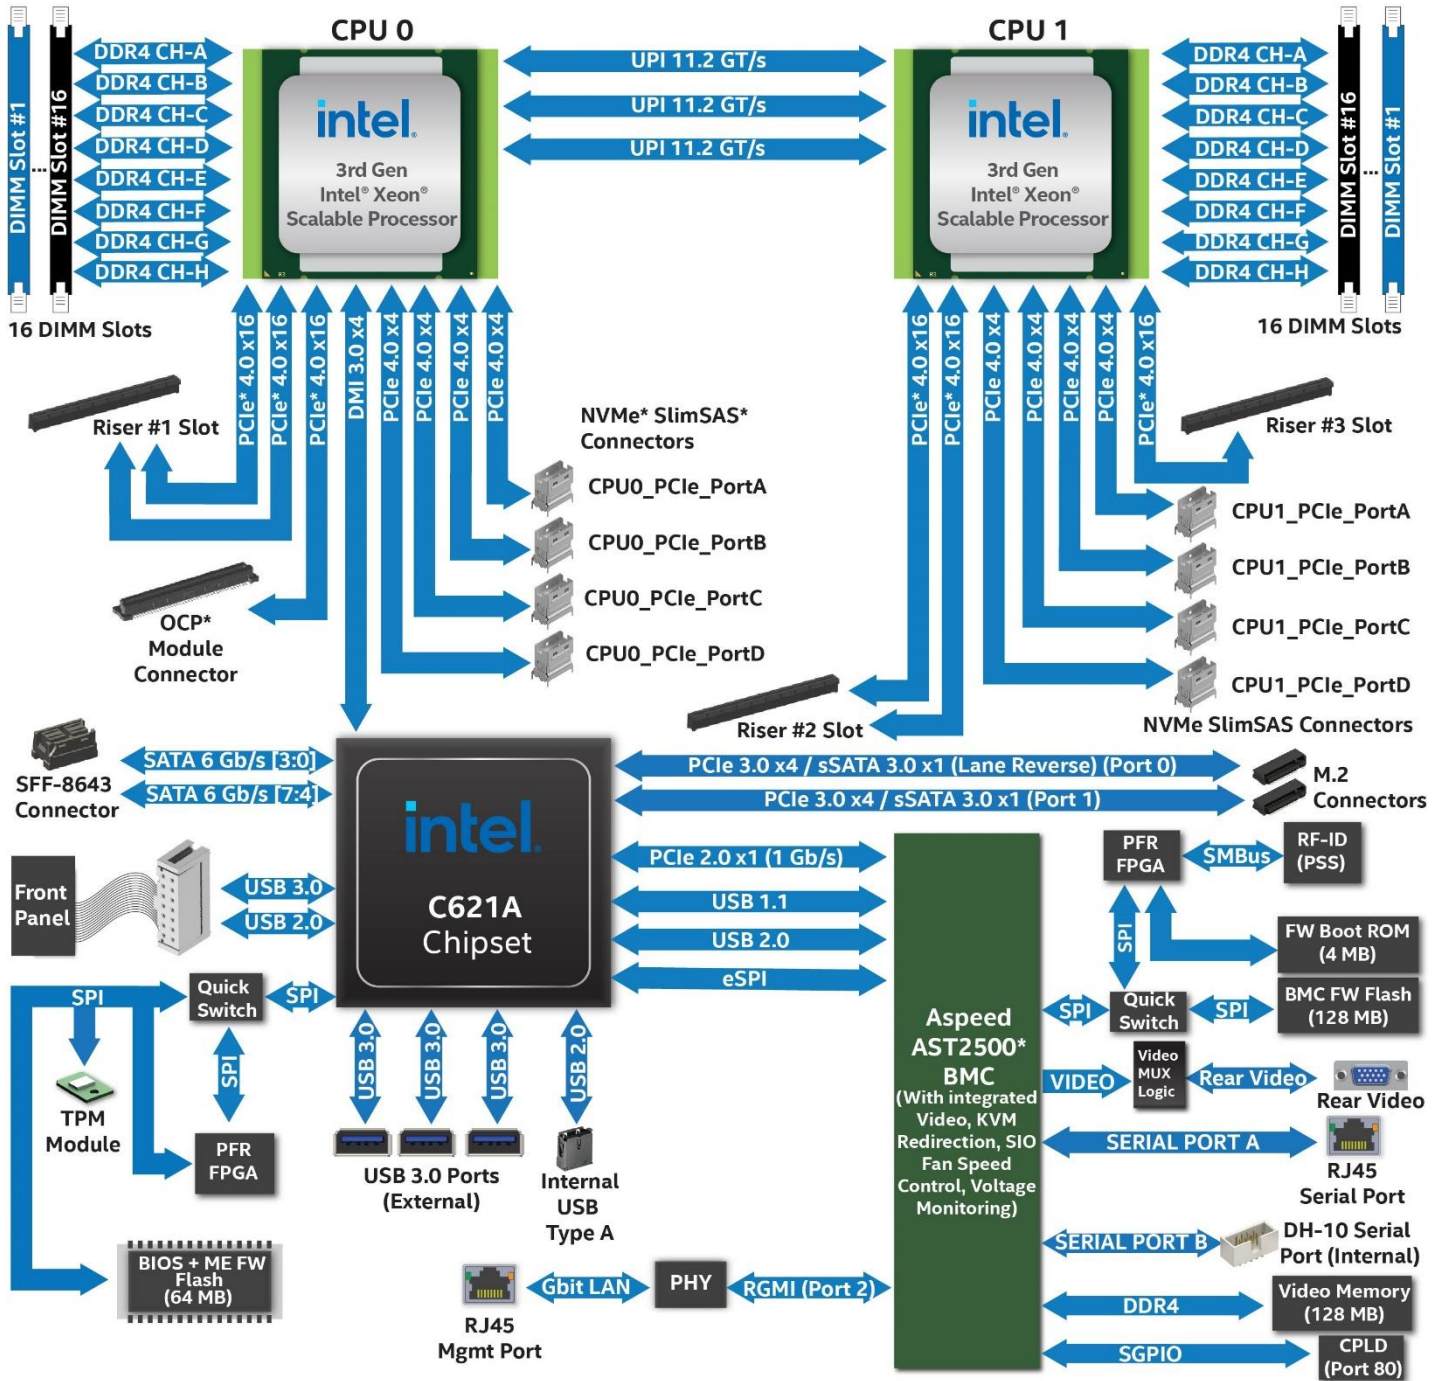 CPU 0
CPU 1
DIMM Slot #1
...
DIMM Slot #16
DDR4 CH-A
DDR4 CH-B
DDR4 CH-C
DDR4 CH-D
DDR4 CH-E
DDR4 CH-F
DDR4 CH-G
DDR4 CH-H
16 DIMM Slots
intel.
3rd Gen
Intel® Xeon®
Scalable Processor
UPI 11.2 GT/s
UPI 11.2 GT/s
UPI 11.2 GT/s
intel.
3rd Gen
Intel® Xeon®
Scalable Processor
DDR4 CH-A
DDR4 CH-B
DDR4 CH-C
DDR4 CH-D
DDR4 CH-E
DDR4 CH-F
DDR4 CH-G
DDR4 CH-H
DIMM Slot #16
...
DIMM Slot #1
16 DIMM Slots
PCIe* 4.0 x16
PCIe* 4.0 x16
PCIe* 4.0 x16
DMI 3.0 x4
PCIe 4.0 x4
PCIe 4.0 x4
PCIe 4.0 x4
PCIe 4.0 x4
PCIe* 4.0 x16
PCIe* 4.0 x16
PCIe 4.0 x4
PCIe 4.0 x4
PCIe 4.0 x4
PCIe 4.0 x4
PCIe* 4.0 x16
Riser #1 Slot
NVMe* SlimSAS*
Connectors
CPU0_PCIe_PortA
CPU0_PCIe_PortB
CPU0_PCIe_PortC
CPU0_PCIe_PortD
OCP*
Module
Connector
Riser #3 Slot
CPU1_PCIe_PortA
CPU1_PCIe_PortB
CPU1_PCIe_PortC
CPU1_PCIe_PortD
NVMe SlimSAS Connectors
Riser #2 Slot
SFF-8643
Connector
SATA 6 Gb/s [3:0]
SATA 6 Gb/s [7:4]
intel.
C621A
Chipset
PCIe 3.0 x4 / sSATA 3.0 x1 (Lane Reverse) (Port 0)
PCIe 3.0 x4 / sSATA 3.0 x1 (Port 1)
M.2
Connectors
Front
Panel
USB 3.0
USB 2.0
PCIe 2.0 x1 (1 Gb/s)
USB 1.1
USB 2.0
eSPI
PFR
FPGA
SMBus
RF-ID
(PSS)
SPI
FW Boot ROM
(4 MB)
SPI
Quick
Switch
SPI
BMC FW Flash
(128 MB)
SPI
Quick
Switch
SPI
SPI
TPM
Module
PFR
FPGA
BIOS + ME FW
Flash
(64 MB)
USB 3.0
USB 3.0
USB 3.0
USB 2.0
USB 3.0 Ports
(External)
Internal
USB
Type A
Aspeed
AST2500*
BMC
(With integrated
Video, KVM
Redirection, SIO
Fan Speed
Control, Voltage
Monitoring)
VIDEO
Video
MUX
Logic
Rear Video
Rear Video
SERIAL PORT A
RJ45
Serial Port
SERIAL PORT B
DH-10 Serial
Port (Internal)
DDR4
Video Memory
(128 MB)
SGPIO
CPLD
(Port 80)
RJ45
Mgmt Port
Gbit LAN
PHY
RGMI (Port 2)